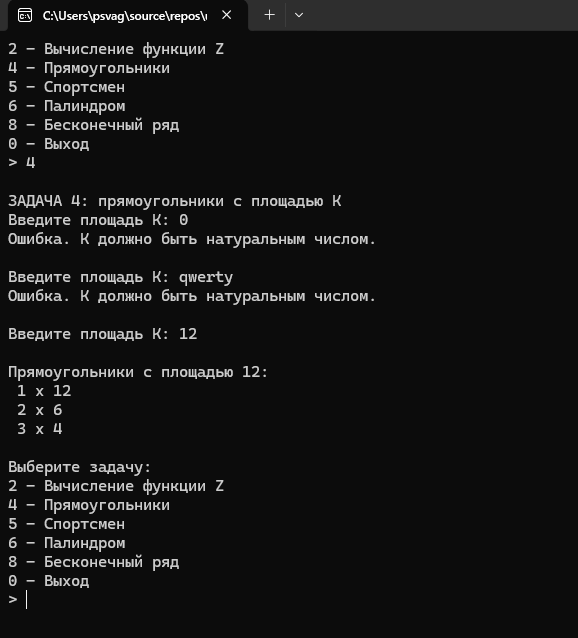 C:\Users\psvag\source\repos\
2 — Вычисление функции Z
4 — Прямоугольники
5 — Спортсмен
6 — Палиндром
8 — Бесконечный ряд
0 — Выход
> 4
ЗАДАЧА 4: прямоугольники с площадью K
Введите площадь K: 0
Ошибка. K должно быть натуральным числом.
Введите площадь K: qwerty
Ошибка. K должно быть натуральным числом.
Введите площадь K: 12
Прямоугольники с площадью 12:
1 x 12
2 x 6
3 x 4
Выберите задачу:
2 — Вычисление функции Z
4 — Прямоугольники
5 — Спортсмен
6 — Палиндром
8 — Бесконечный ряд
0 — Выход
>